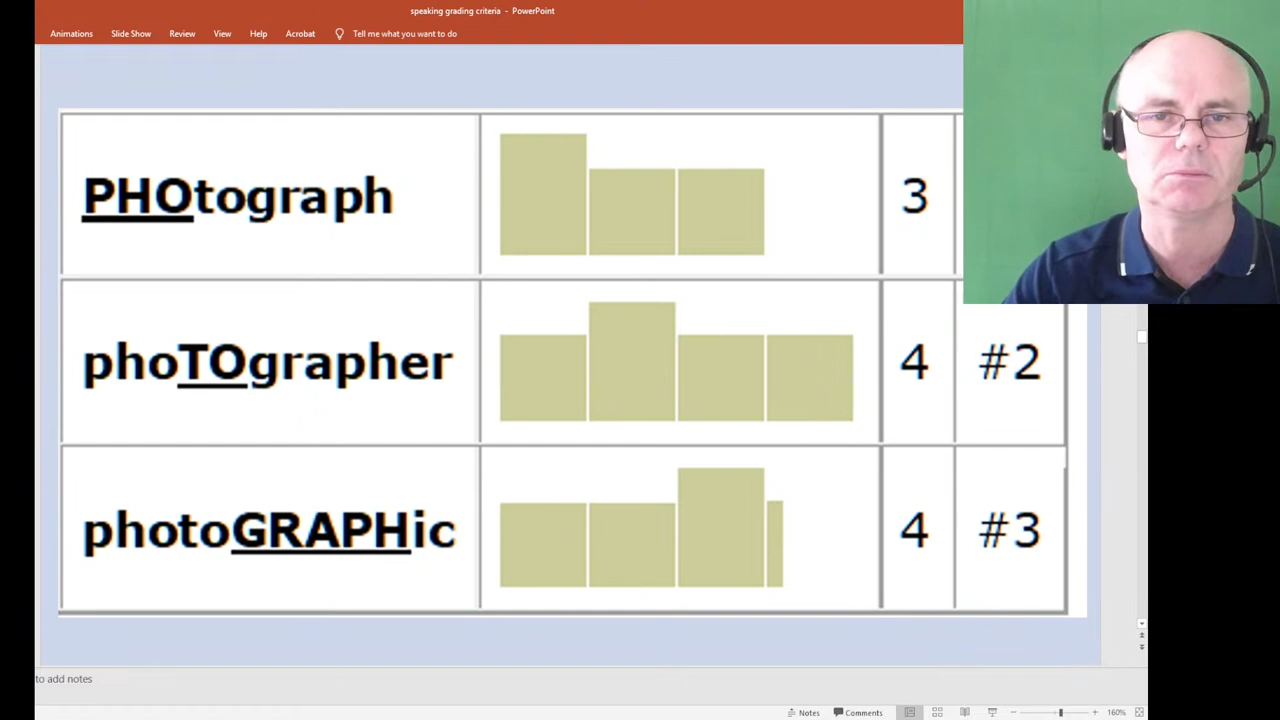 speaking grading criteria - PowerPoint
Animations Slide Show Review View Help Acrobat Tell me what you want to do
PHOtograph 3
phoTOgrapher 4 #2
photoGRAPHic 4 #3
to add notes
Notes Comments 160%